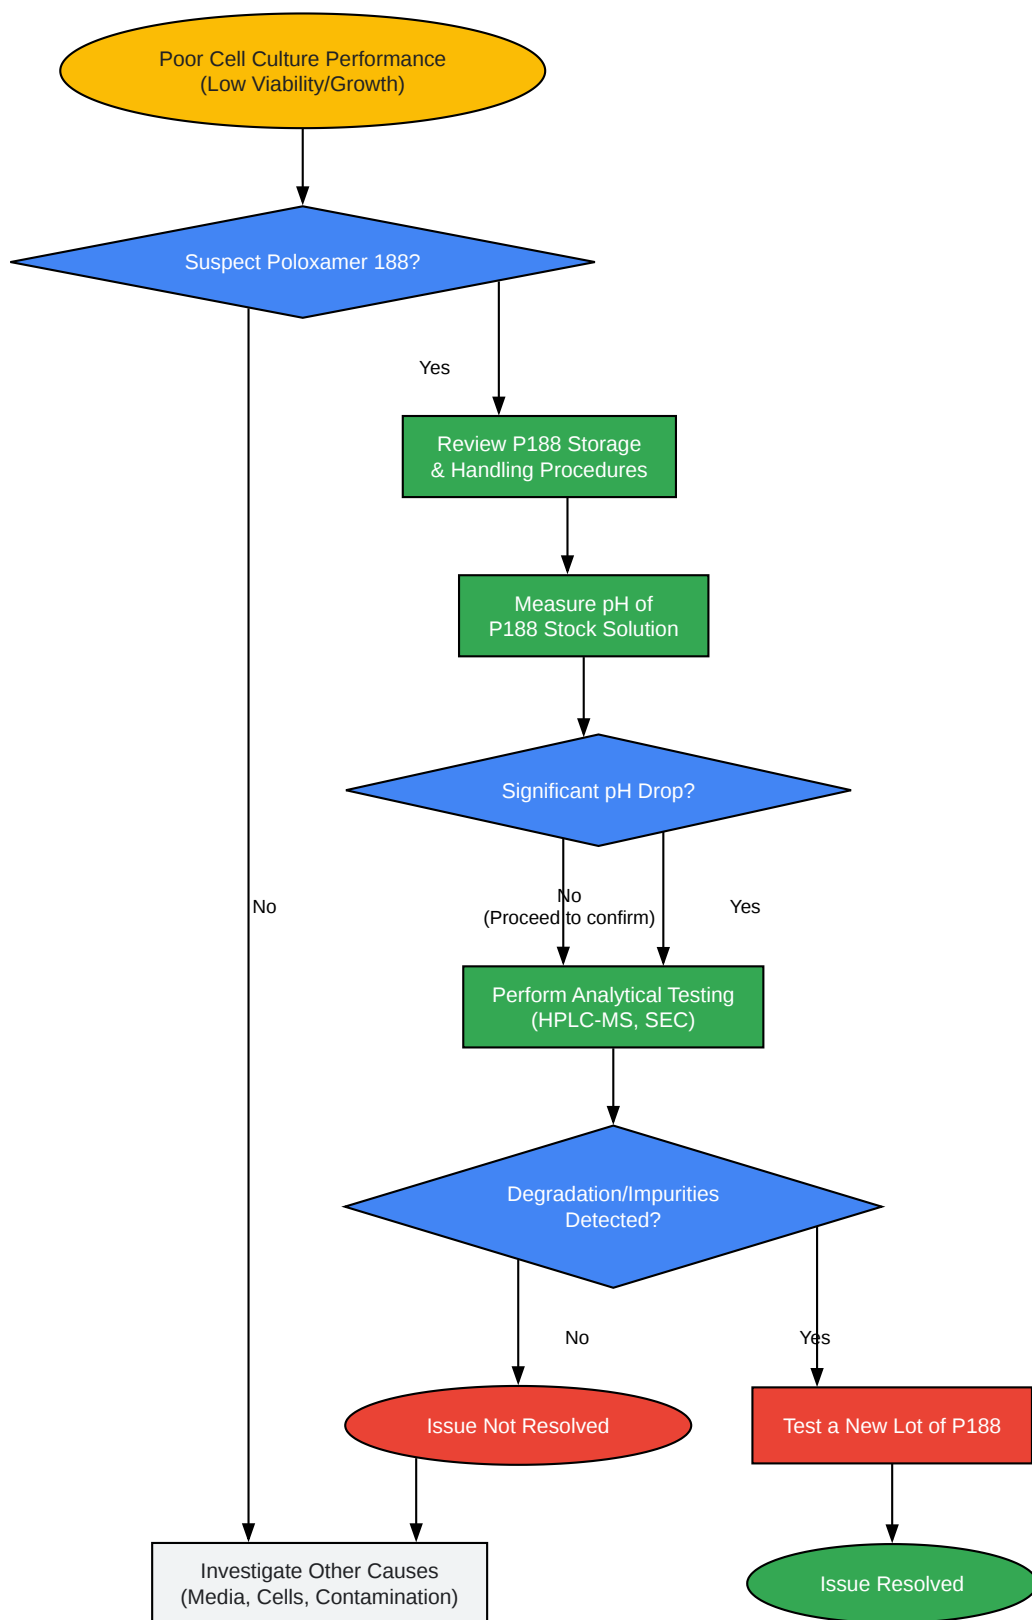 Poor Cell Culture Performance
(Low Viability/Growth)
Suspect Poloxamer 188?
Yes
Review P188 Storage
& Handling Procedures
Measure pH of
P188 Stock Solution
Significant pH Drop?
No
No
(Proceed to confirm)
Yes
Perform Analytical Testing
(HPLC-MS, SEC)
Degradation/Impurities
Detected?
No
Yes
Issue Not Resolved
Test a New Lot of P188
Investigate Other Causes
(Media, Cells, Contamination)
Issue Resolved